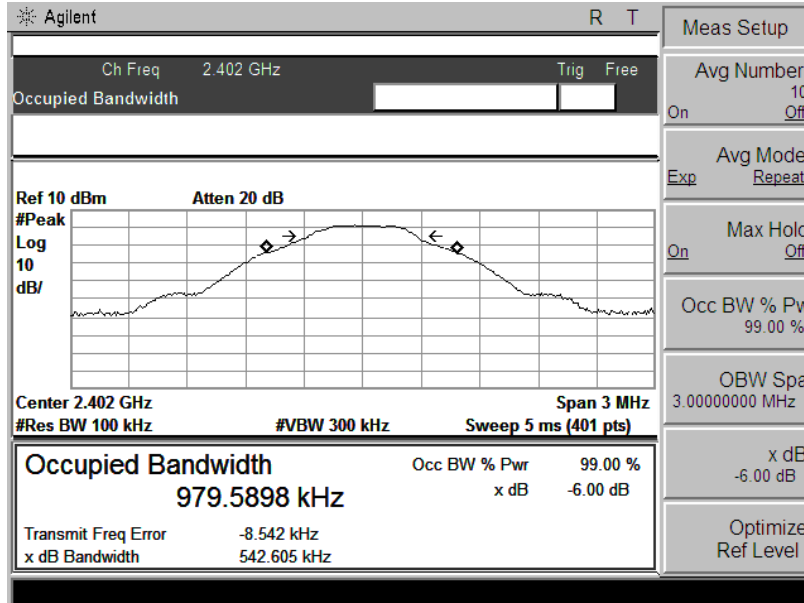 Agilent R T
Ch Freq 2.402 GHz Trig Free
Occupied Bandwidth
Ref 10 dBm Atten 20 dB
#Peak
Log
10
dB/
Center 2.402 GHz Span 3 MHz
#Res BW 100 kHz #VBW 300 kHz Sweep 5 ms (401 pts)
Occupied Bandwidth
979.5898 kHz
Occ BW % Pwr 99.00 %
x dB -6.00 dB
Transmit Freq Error -8.542 kHz
x dB Bandwidth 542.605 kHz
Meas Setup
Avg Number
10
On Off
Avg Mode
Exp Repeat
Max Hold
On Off
Occ BW % Pw
99.00 %
OBW Spa
3.00000000 MHz
x dB
-6.00 dB
Optimize
Ref Level